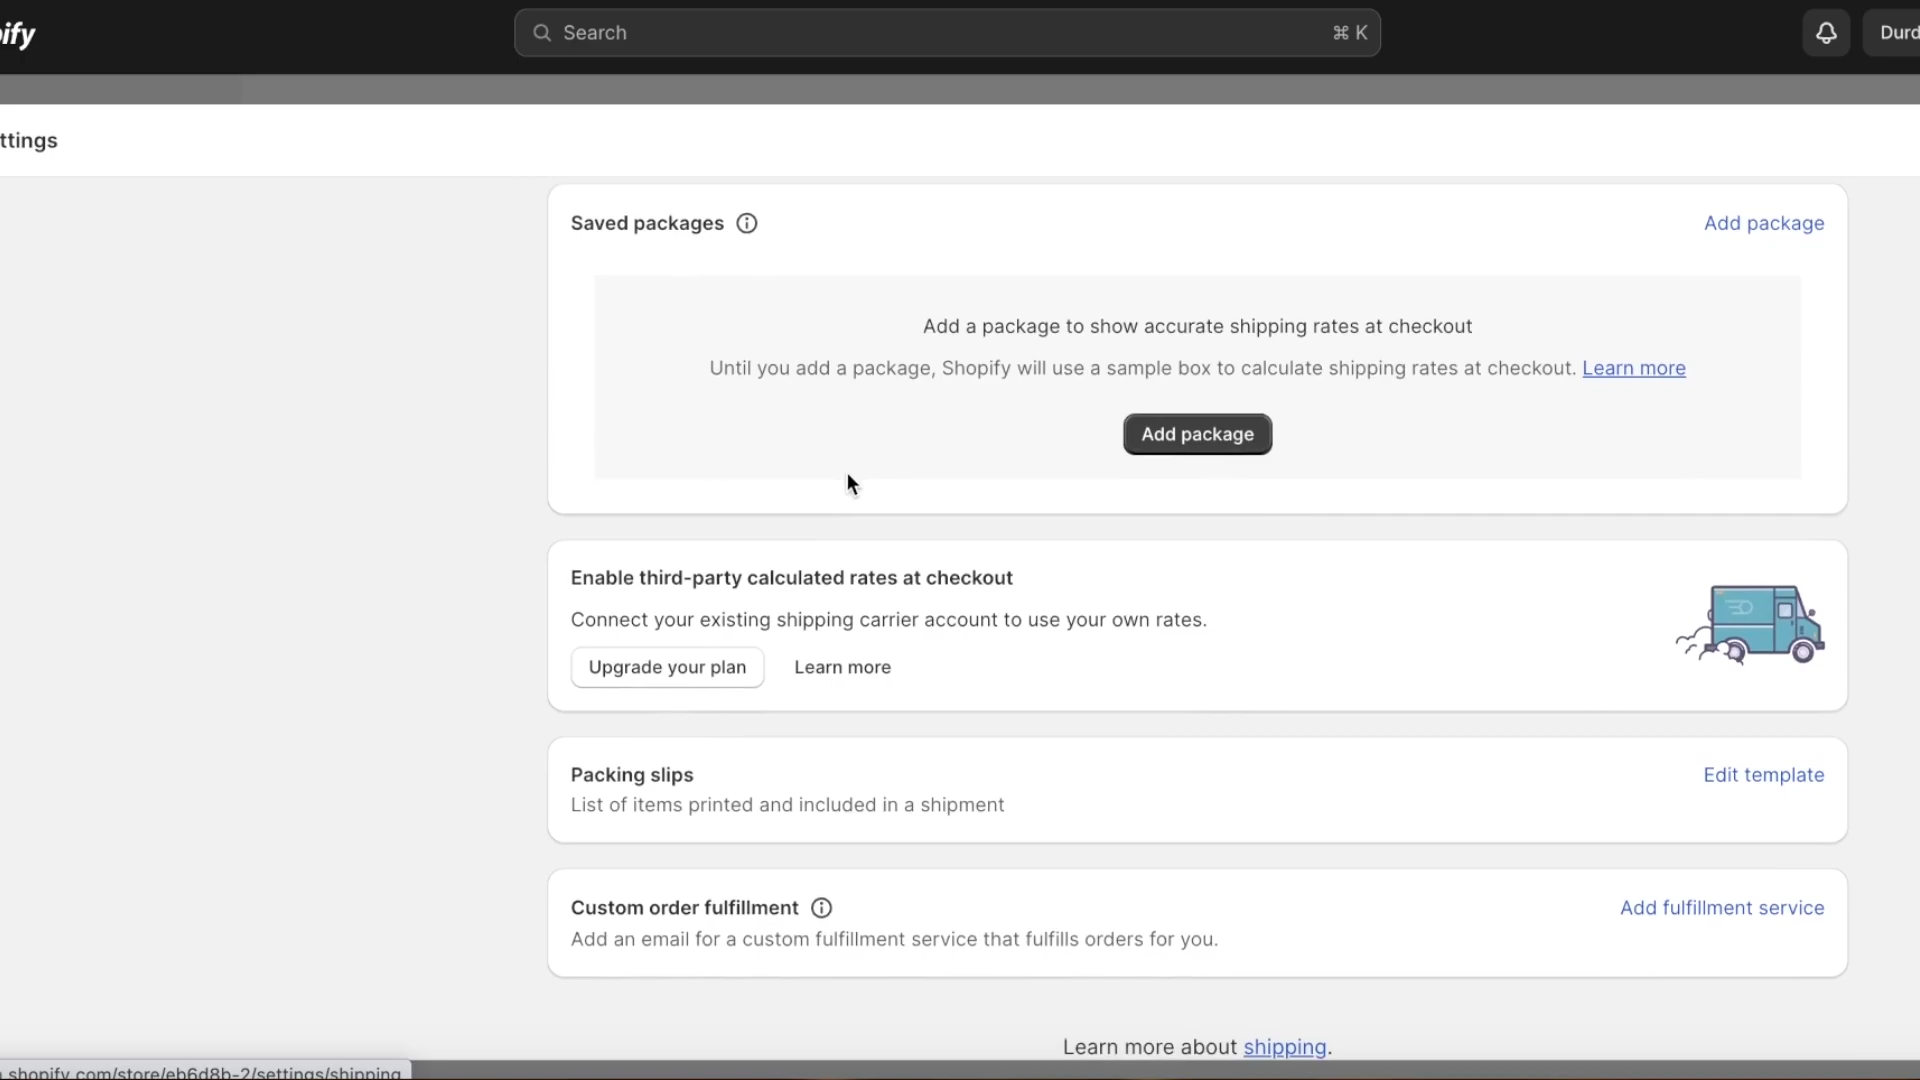 ify
Search
⌘ K
Durd
ttings
Saved packages
Add package
Add a package to show accurate shipping rates at checkout
Until you add a package, Shopify will use a sample box to calculate shipping rates at checkout. Learn more
Add package
Enable third-party calculated rates at checkout
Connect your existing shipping carrier account to use your own rates.
Upgrade your plan
Learn more
Packing slips
Edit template
List of items printed and included in a shipment
Custom order fulfillment
Add fulfillment service
Add an email for a custom fulfillment service that fulfills orders for you.
Learn more about shipping.
.shopify.com/store/eb6d8b-2/settings/shipping